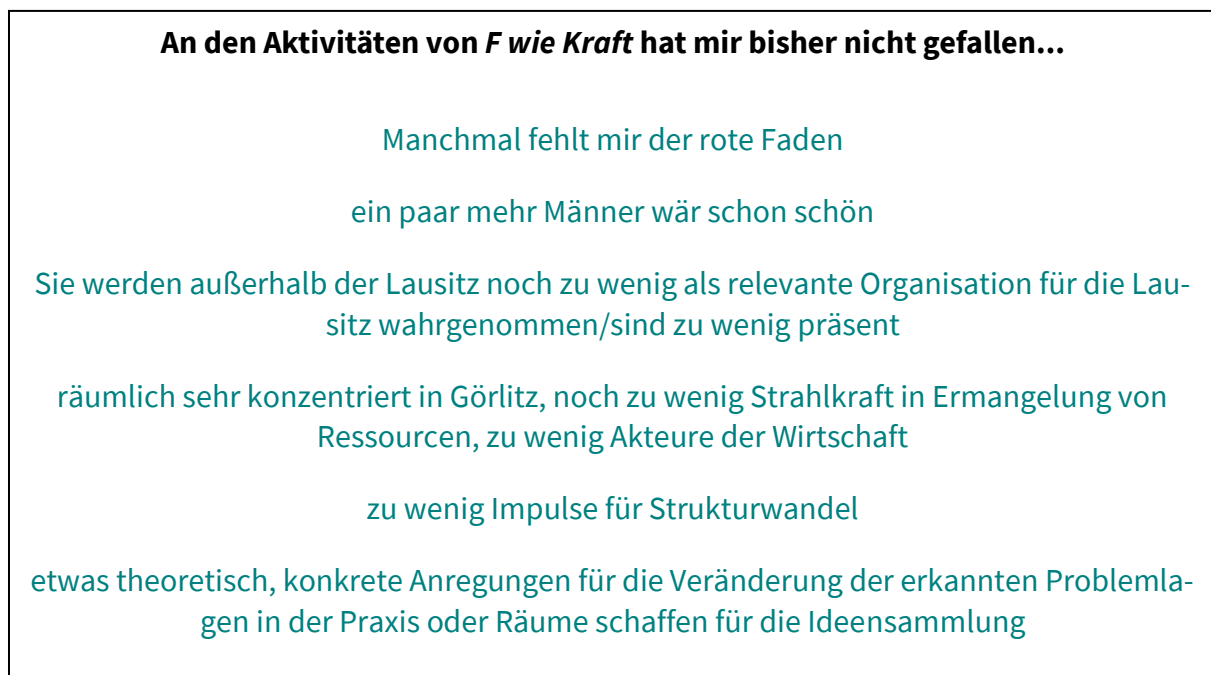 An den Aktivitäten von F wie Kraft hat mir bisher nicht gefallen...
Manchmal fehlt mir der rote Faden
ein paar mehr Männer wär schon schön
Sie werden außerhalb der Lausitz noch zu wenig als relevante Organisation für die Lau-
sitz wahrgenommen/sind zu wenig präsent
räumlich sehr konzentriert in Görlitz, noch zu wenig Strahlkraft in Ermangelung von
Ressourcen, zu wenig Akteure der Wirtschaft
zu wenig Impulse für Strukturwandel
etwas theoretisch, konkrete Anregungen für die Veränderung der erkannten Problemla-
gen in der Praxis oder Räume schaffen für die Ideensammlung